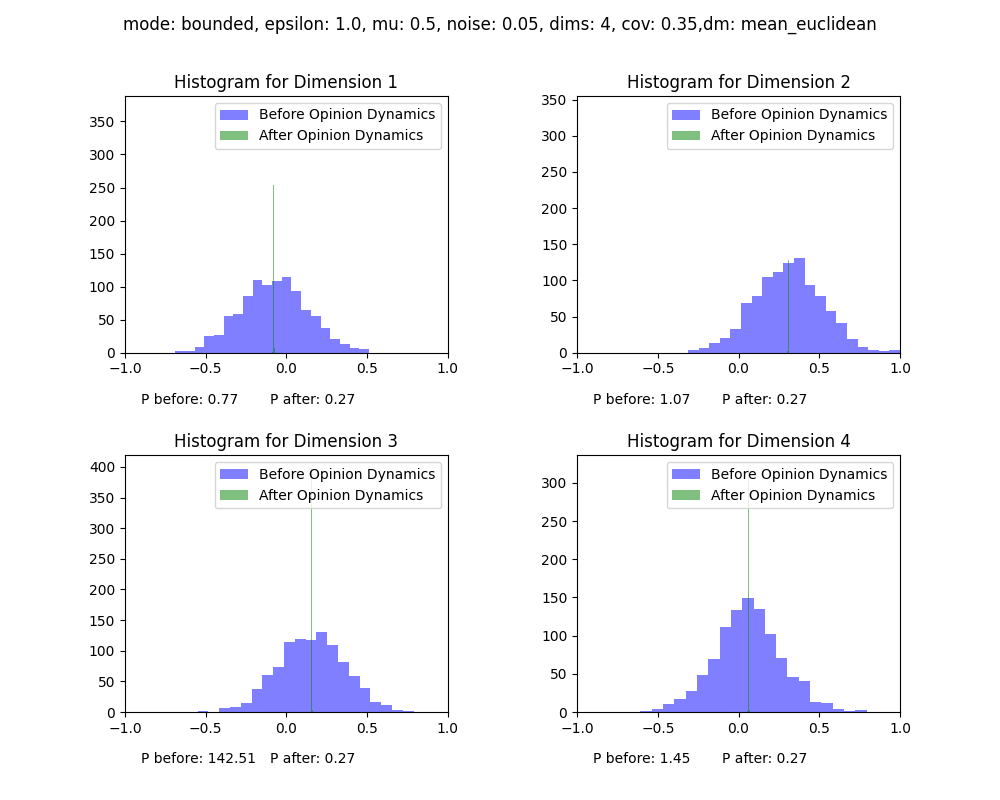 mode: bounded, epsilon: 1.0, mu: 0.5, noise: 0.05, dims: 4, cov: 0.35,dm: mean_euclidean
Histogram for Dimension 1
Before Opinion Dynamics
After Opinion Dynamics
350
300
250
200
150
100
50
0
−1.0 −0.5 0.0 0.5 1.0
P before: 0.77 P after: 0.27
Histogram for Dimension 2
Before Opinion Dynamics
After Opinion Dynamics
350
300
250
200
150
100
50
0
−1.0 −0.5 0.0 0.5 1.0
P before: 1.07 P after: 0.27
Histogram for Dimension 3
Before Opinion Dynamics
After Opinion Dynamics
400
350
300
250
200
150
100
50
0
−1.0 −0.5 0.0 0.5 1.0
P before: 142.51 P after: 0.27
Histogram for Dimension 4
Before Opinion Dynamics
After Opinion Dynamics
300
250
200
150
100
50
0
−1.0 −0.5 0.0 0.5 1.0
P before: 1.45 P after: 0.27